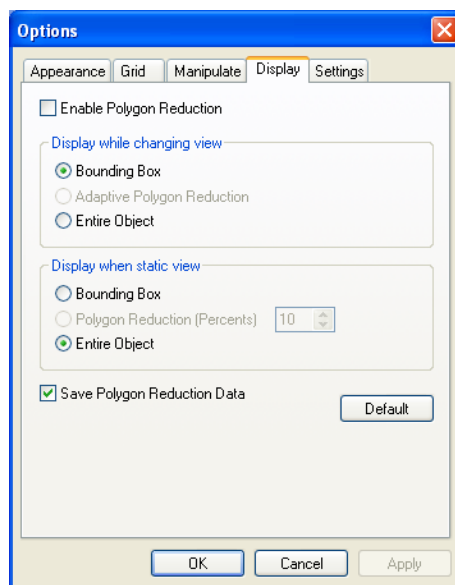 Options
Appearance Grid Manipulate Display Settings
Enable Polygon Reduction
Display while changing view
Bounding Box
Adaptive Polygon Reduction
Entire Object
Display when static view
Bounding Box
Polygon Reduction (Percents) 10
Entire Object
Save Polygon Reduction Data
Default
OK Cancel Apply